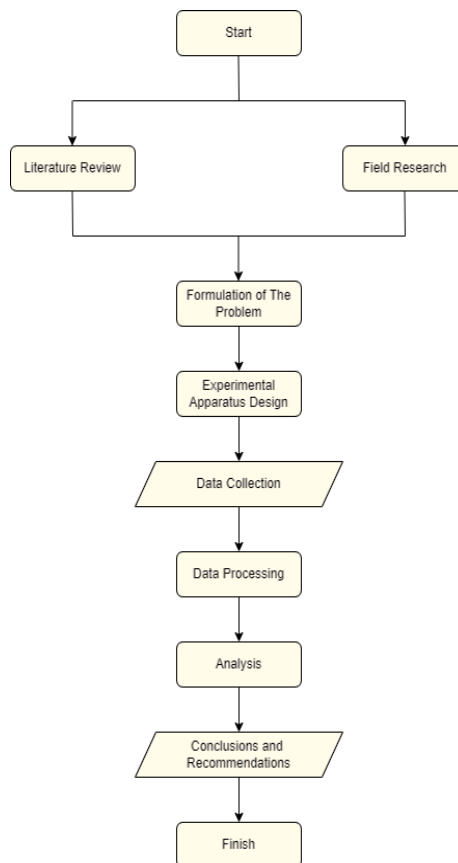 Start
Literature Review
Field Research
Formulation of The
Problem
Experimental
Apparatus Design
Data Collection
Data Processing
Analysis
Conclusions and
Recommendations
Finish